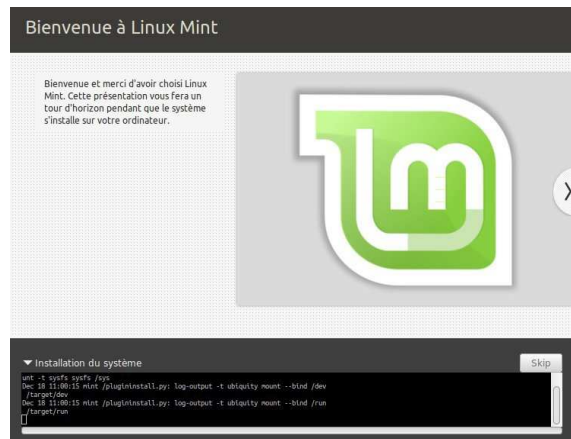 Bienvenue à Linux Mint
Bienvenue et merci d'avoir choisi Linux
Mint. Cette présentation vous fera un
tour d'horizon pendant que le système
s'installe sur votre ordinateur.
lm
Installation du système
Skip
unt -t sysfs sysfs /sys
Dec 18 11:00:15 mint /plugininstall.py: log-output -t ubiquity mount --bind /dev
/target/dev
Dec 18 11:00:15 mint /plugininstall.py: log-output -t ubiquity mount --bind /run
/target/run